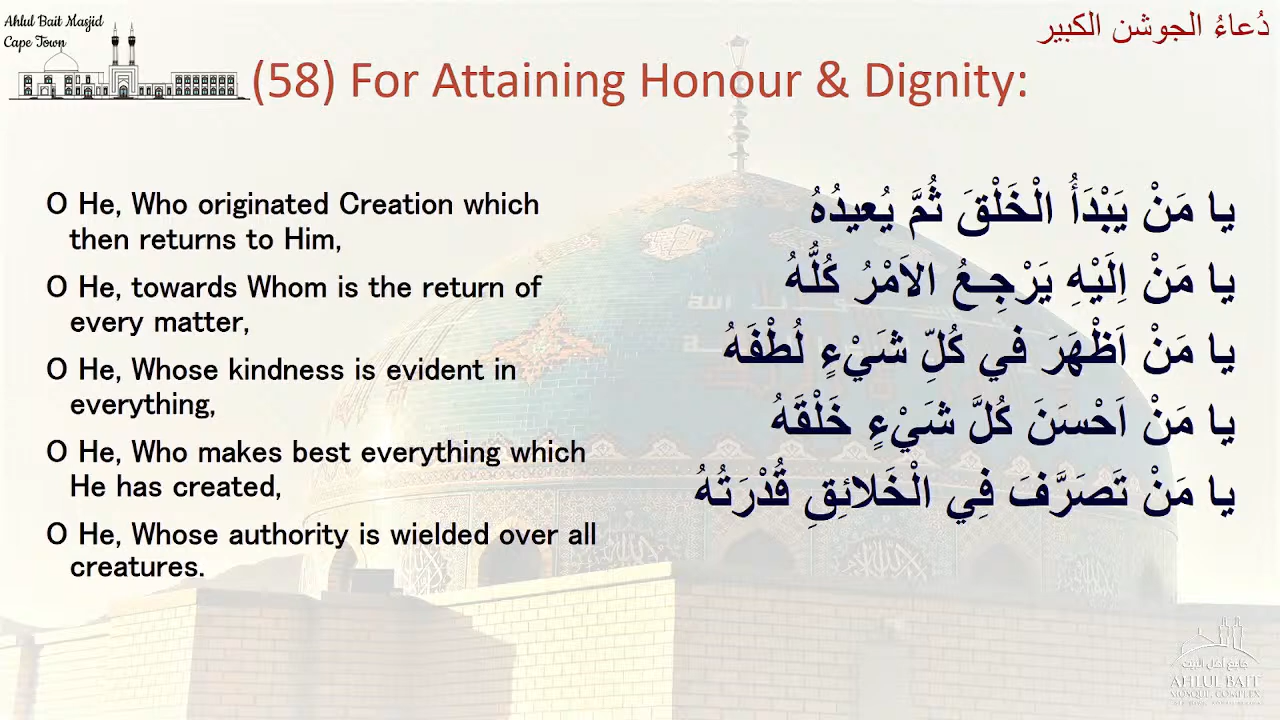 Ahlul Bait Masjid
Cape Town
دُعاءُ الجوشن الكبير
(58) For Attaining Honour & Dignity:
O He, Who originated Creation which
then returns to Him,
O He, towards Whom is the return of
every matter,
O He, Whose kindness is evident in
everything,
O He, Who makes best everything which
He has created,
O He, Whose authority is wielded over all
creatures.
يا مَنْ يَبْدَأُ الْخَلْقَ ثُمَّ يُعيدُهُ
يا مَنْ اِلَيْهِ يَرْجِعُ الاَمْرُ كُلُّهُ
يا مَنْ اَظْهَرَ في كُلِّ شَيْءٍ لُطْفَهُ
يا مَنْ اَحْسَنَ كُلَّ شَيْءٍ خَلْقَهُ
يا مَنْ تَصَرَّفَ فِي الْخَلائِقِ قُدْرَتُهُ
جامع أهل البيت
AHLUL BAIT
MOSQUE COMPLEX